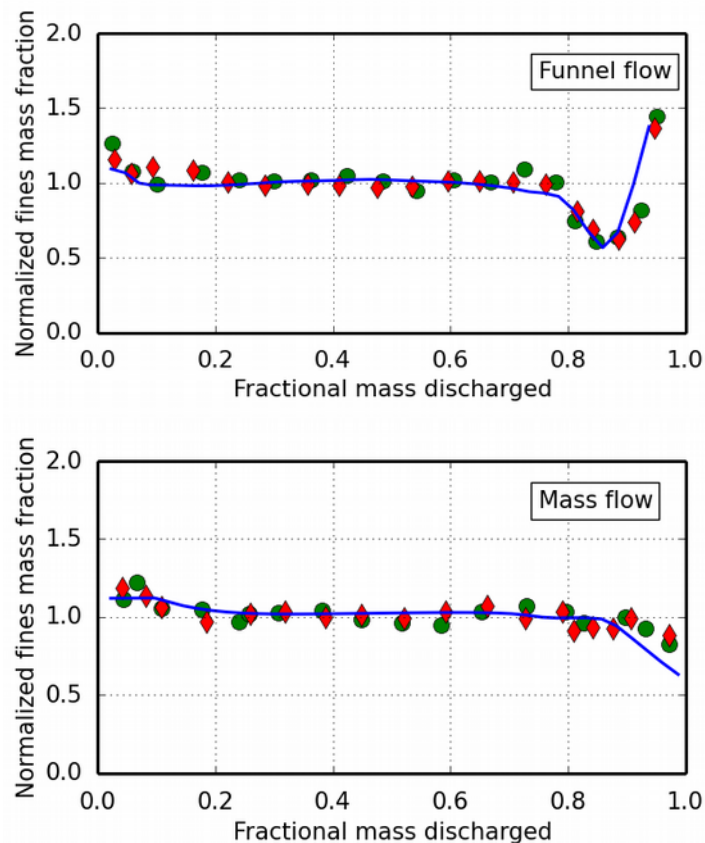 2.0
1.5
1.0
0.5
0.0
Normalized fines mass fraction
Funnel flow
0.0 0.2 0.4 0.6 0.8 1.0
Fractional mass discharged
2.0
1.5
1.0
0.5
0.0
Normalized fines mass fraction
Mass flow
0.0 0.2 0.4 0.6 0.8 1.0
Fractional mass discharged